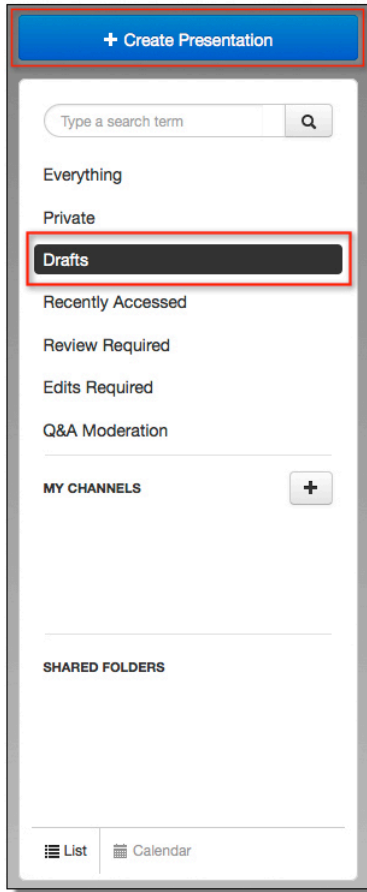 + Create Presentation
Type a search term
Everything
Private
Drafts
Recently Accessed
Review Required
Edits Required
Q&A Moderation
MY CHANNELS +
SHARED FOLDERS
List Calendar